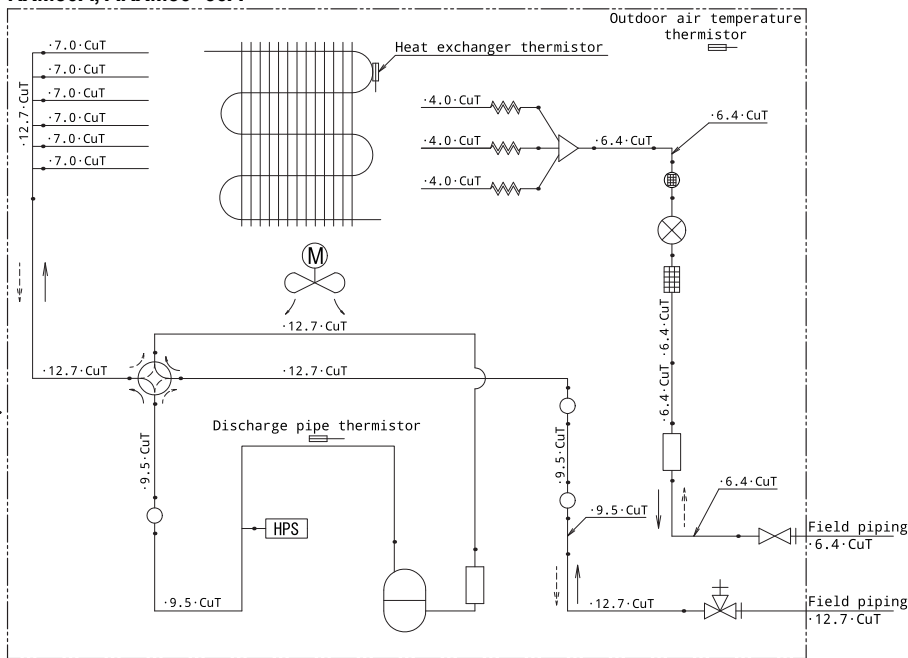 Outdoor air temperature
thermistor
·7.0·CuT
·7.0·CuT
·7.0·CuT
·7.0·CuT
·7.0·CuT
·7.0·CuT
·12.7·CuT
Heat exchanger thermistor
·4.0·CuT
·4.0·CuT
·4.0·CuT
·6.4·CuT
·6.4·CuT
M
·12.7·CuT
·12.7·CuT
·12.7·CuT
·6.4·CuT
·6.4·CuT
Discharge pipe thermistor
·9.5·CuT
·9.5·CuT
HPS
·9.5·CuT
·6.4·CuT
·9.5·CuT
Field piping
·6.4·CuT
·12.7·CuT
Field piping
·12.7·CuT